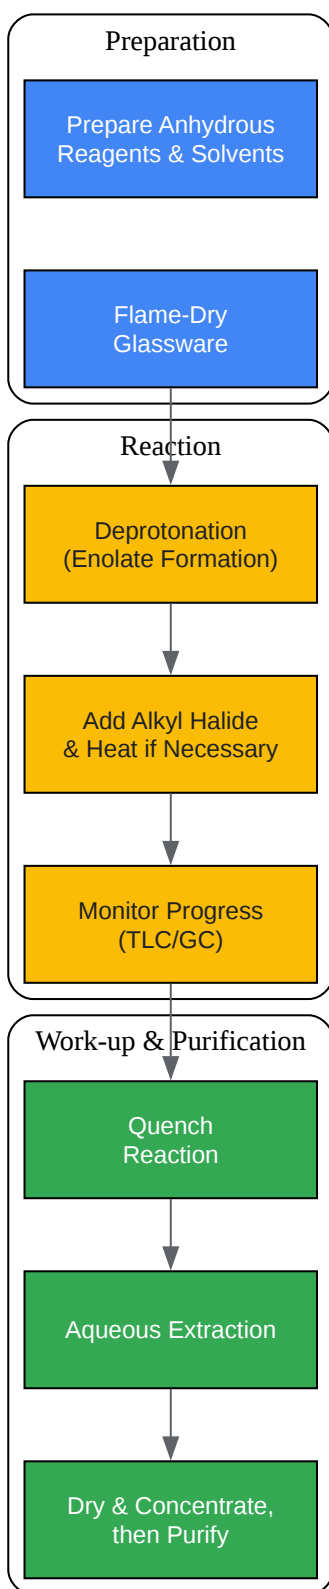 Preparation
Prepare Anhydrous
Reagents & Solvents
Flame-Dry
Glassware
Reaction
Deprotonation
(Enolate Formation)
Add Alkyl Halide
& Heat if Necessary
Monitor Progress
(TLC/GC)
Work-up & Purification
Quench
Reaction
Aqueous Extraction
Dry & Concentrate,
then Purify